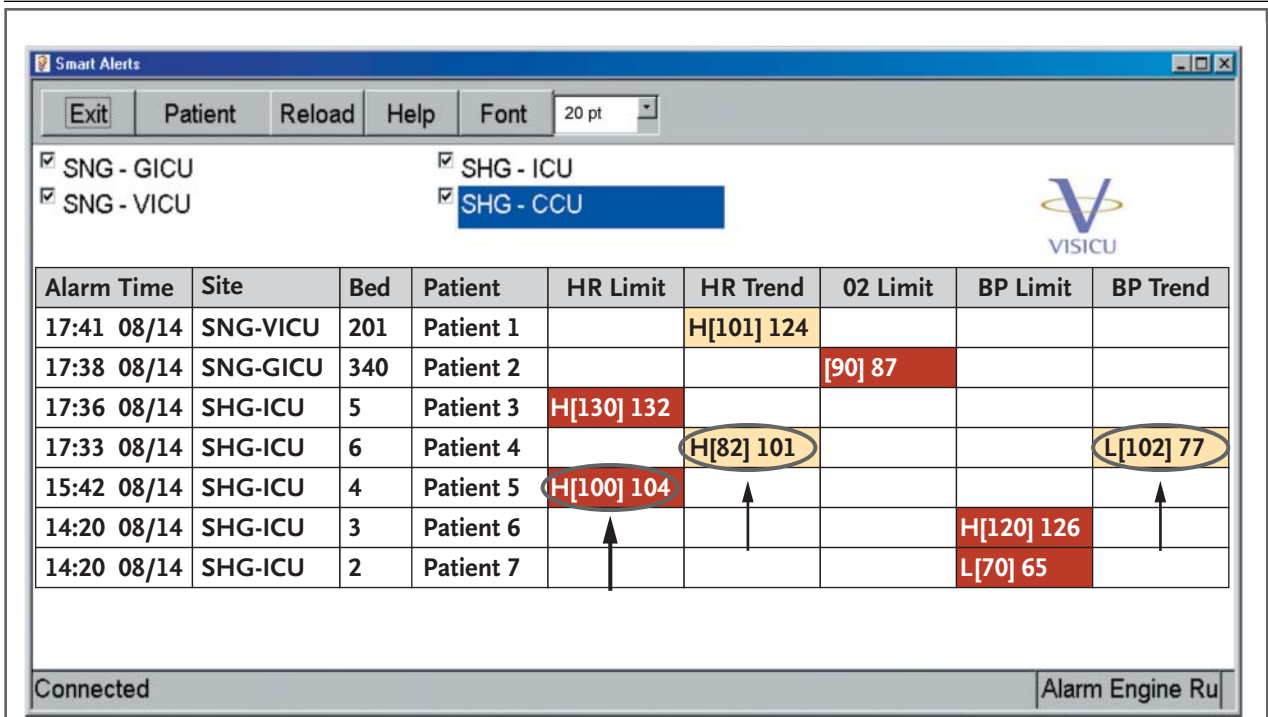 Smart Alerts
Exit Patient Reload Help Font 20 pt
SNG - GICU SHG - ICU
SNG - VICU SHG - CCU
VISICU
Alarm Time Site Bed Patient HR Limit HR Trend 02 Limit BP Limit BP Trend
17:41 08/14 SNG-VICU 201 Patient 1 H[101] 124
17:38 08/14 SNG-GICU 340 Patient 2 [90] 87
17:36 08/14 SHG-ICU 5 Patient 3 H[130] 132
17:33 08/14 SHG-ICU 6 Patient 4 H[82] 101 L[102] 77
15:42 08/14 SHG-ICU 4 Patient 5 H[100] 104
14:20 08/14 SHG-ICU 3 Patient 6 H[120] 126
14:20 08/14 SHG-ICU 2 Patient 7 L[70] 65
Connected Alarm Engine Ru